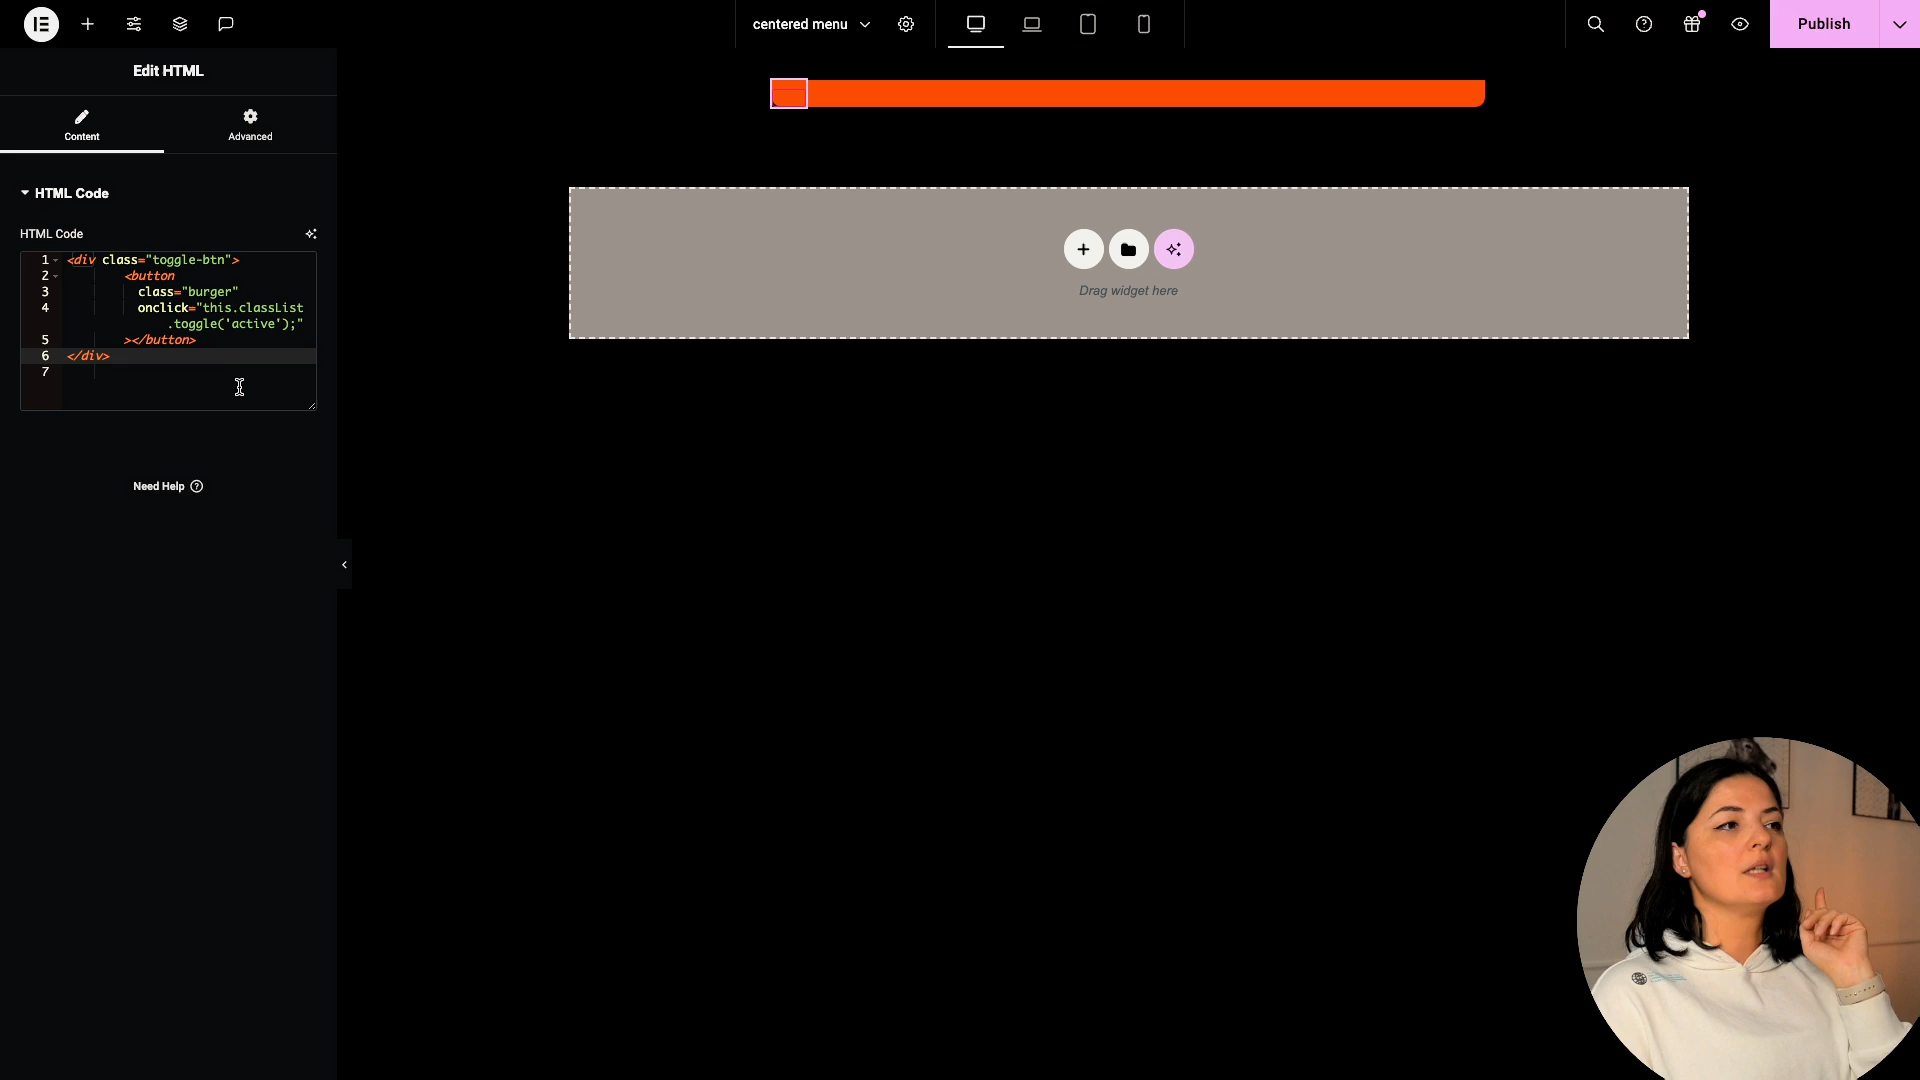 centered menu
Publish
Edit HTML
Content
Advanced
HTML Code
HTML Code
1 <div class="toggle-btn">
2 <button
3 class="burger"
4 onclick="this.classList
.toggle('active');"
5 ></button>
6 </div>
7
Need Help
Drag widget here